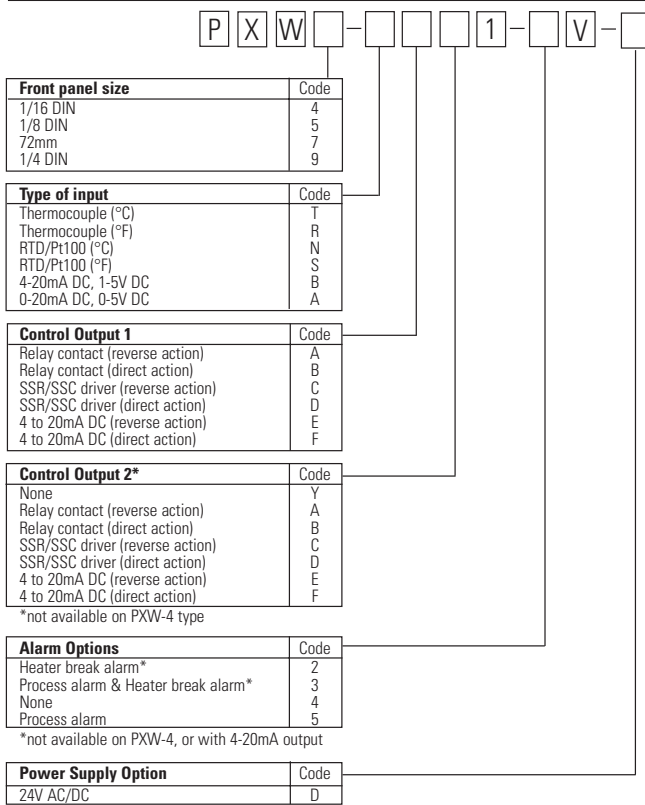 P X W □ – □ □ □ 1 – □ V – □
Front panel size Code
1/16 DIN 4
1/8 DIN 5
72mm 7
1/4 DIN 9
Type of input Code
Thermocouple (°C) T
Thermocouple (°F) R
RTD/Pt100 (°C) N
RTD/Pt100 (°F) S
4-20mA DC, 1-5V DC B
0-20mA DC, 0-5V DC A
Control Output 1 Code
Relay contact (reverse action) A
Relay contact (direct action) B
SSR/SSC driver (reverse action) C
SSR/SSC driver (direct action) D
4 to 20mA DC (reverse action) E
4 to 20mA DC (direct action) F
Control Output 2* Code
None Y
Relay contact (reverse action) A
Relay contact (direct action) B
SSR/SSC driver (reverse action) C
SSR/SSC driver (direct action) D
4 to 20mA DC (reverse action) E
4 to 20mA DC (direct action) F
*not available on PXW-4 type
Alarm Options Code
Heater break alarm* 2
Process alarm & Heater break alarm* 3
None 4
Process alarm 5
*not available on PXW-4, or with 4-20mA output
Power Supply Option Code
24V AC/DC D